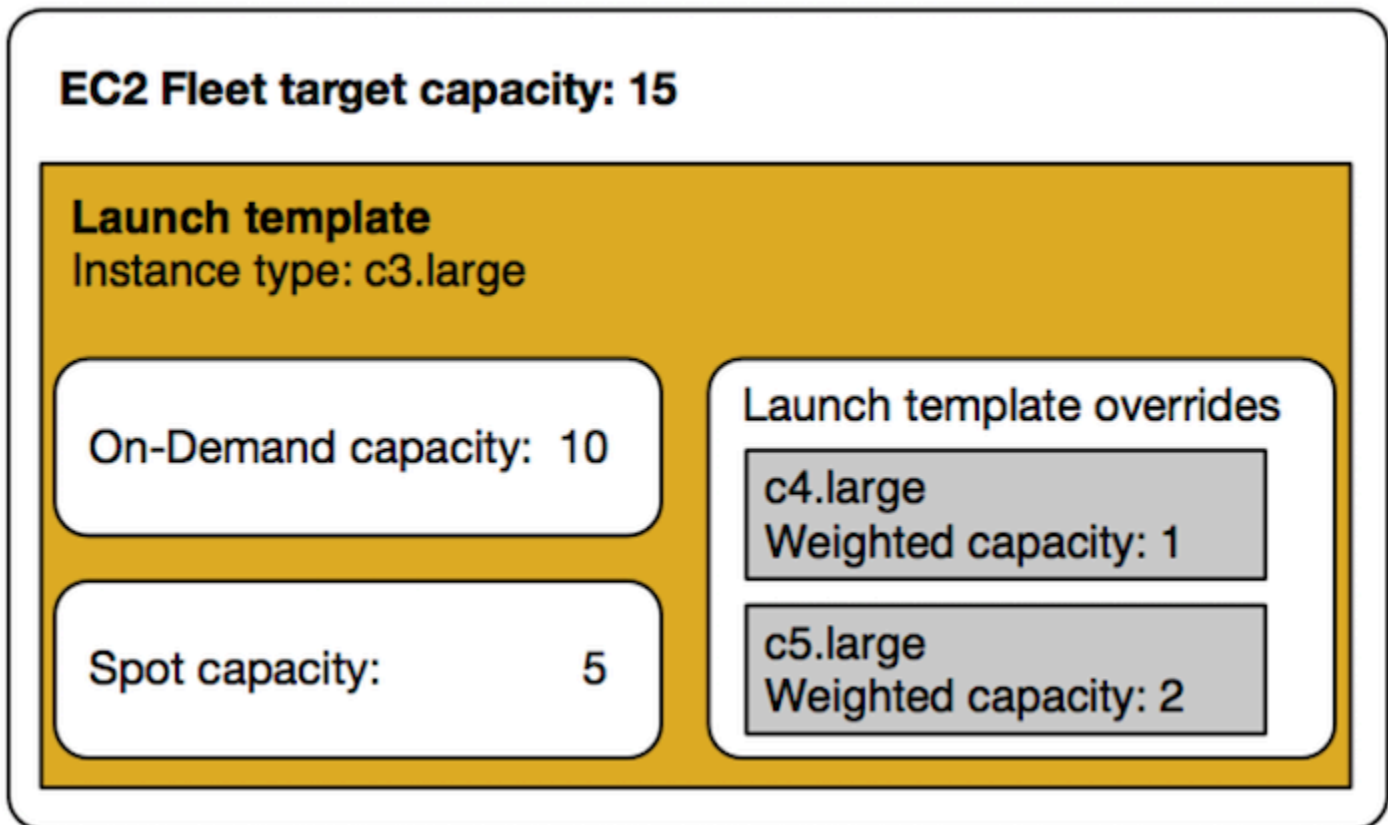 EC2 Fleet target capacity: 15
Launch template
Instance type: c3.large
On-Demand capacity: 10
Spot capacity: 5
Launch template overrides
c4.large
Weighted capacity: 1
c5.large
Weighted capacity: 2